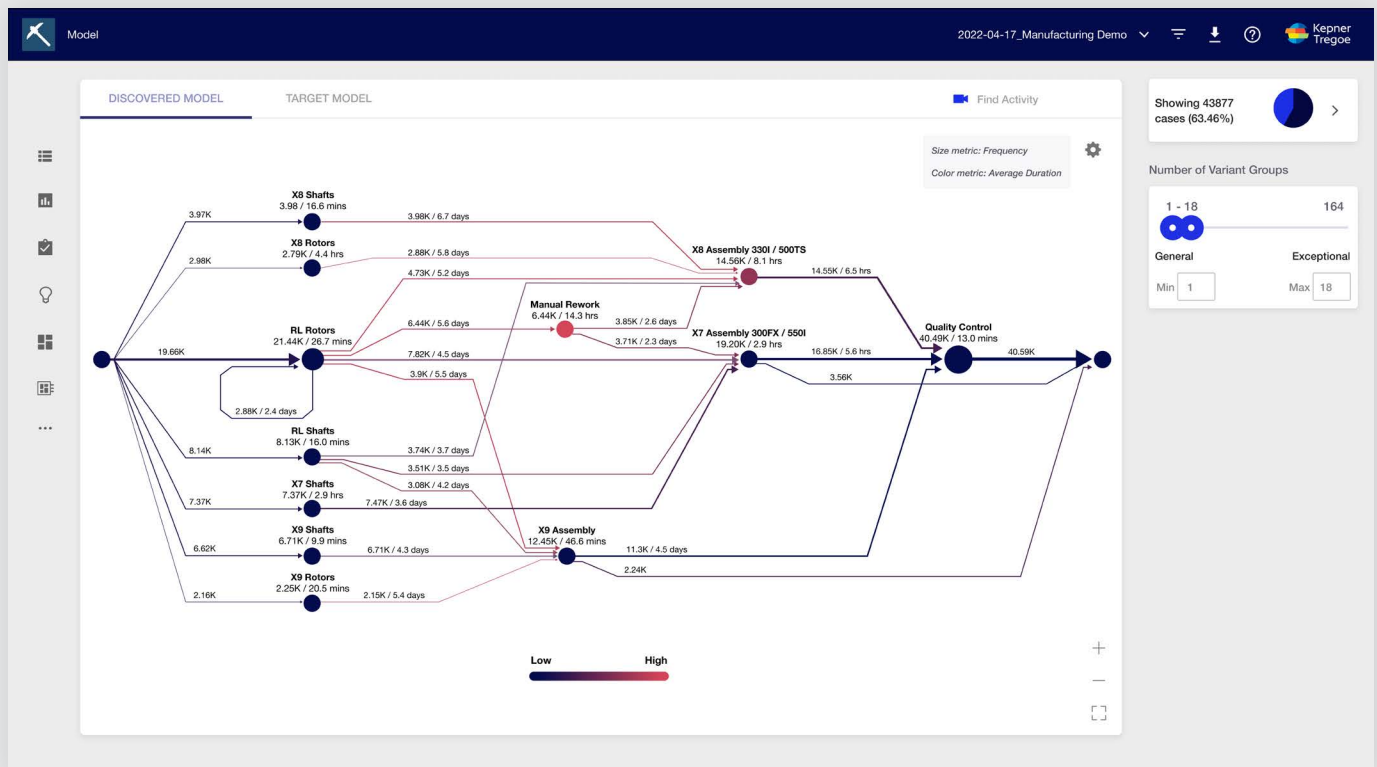 Model
2022-04-17_Manufacturing Demo
Kepner
Tregoe
DISCOVERED MODEL
TARGET MODEL
Find Activity
Size metric: Frequency
Color metric: Average Duration
Showing 43877
cases (63.46%)
Number of Variant Groups
1 - 18
164
General
Exceptional
Min 1
Max 18
X8 Shafts
3.98 / 16.6 mins
3.97K
3.98K / 6.7 days
X8 Rotors
2.79K / 4.4 hrs
2.98K
2.88K / 5.8 days
4.73K / 5.2 days
X8 Assembly 330I / 500TS
14.56K / 8.1 hrs
14.55K / 6.5 hrs
Manual Rework
6.44K / 14.3 hrs
RL Rotors
21.44K / 26.7 mins
6.44K / 5.6 days
3.85K / 2.6 days
3.71K / 2.3 days
X7 Assembly 300FX / 550I
19.20K / 2.9 hrs
Quality Control
40.49K / 13.0 mins
19.66K
7.82K / 4.5 days
16.85K / 5.6 hrs
40.59K
3.9K / 5.5 days
3.56K
2.88K / 2.4 days
RL Shafts
8.13K / 16.0 mins
8.14K
3.74K / 3.7 days
3.51K / 3.5 days
3.08K / 4.2 days
X7 Shafts
7.37K / 2.9 hrs
7.37K
7.47K / 3.6 days
X9 Shafts
6.71K / 9.9 mins
6.62K
6.71K / 4.3 days
X9 Assembly
12.45K / 46.6 mins
11.3K / 4.5 days
2.24K
X9 Rotors
2.25K / 20.5 mins
2.16K
2.15K / 5.4 days
Low
High